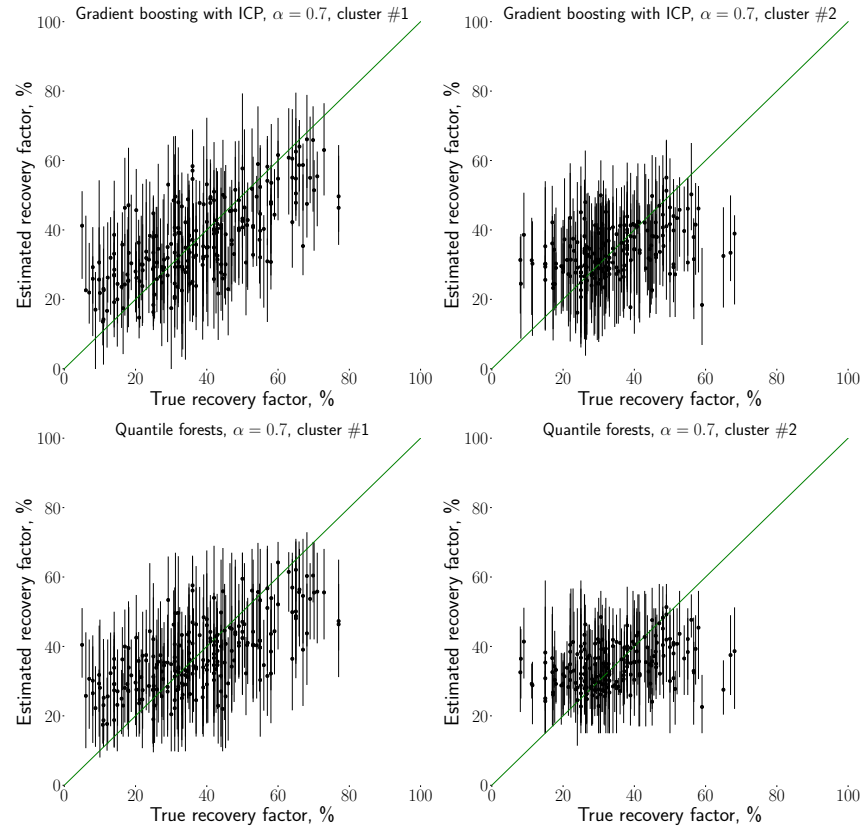 Gradient boosting with ICP, α = 0.7, cluster #1
100
80
60
40
20
0
Estimated recovery factor, %
0 20 40 60 80 100
True recovery factor, %
Gradient boosting with ICP, α = 0.7, cluster #2
100
80
60
40
20
0
Estimated recovery factor, %
0 20 40 60 80 100
True recovery factor, %
Quantile forests, α = 0.7, cluster #1
100
80
60
40
20
0
Estimated recovery factor, %
0 20 40 60 80 100
True recovery factor, %
Quantile forests, α = 0.7, cluster #2
100
80
60
40
20
0
Estimated recovery factor, %
0 20 40 60 80 100
True recovery factor, %